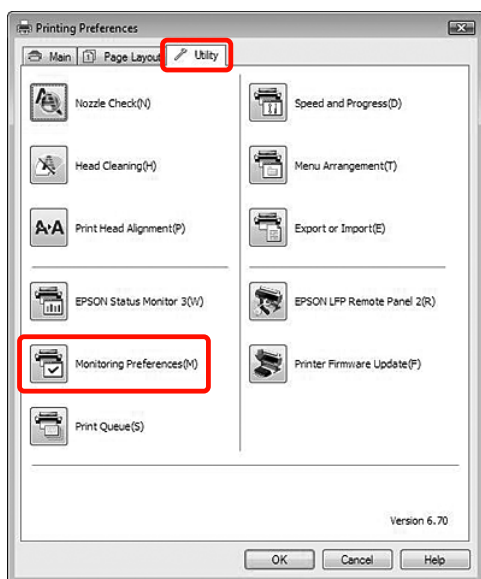 Printing Preferences
Main
Page Layout
Utility
Nozzle Check(N)
Speed and Progress(D)
Head Cleaning(H)
Menu Arrangement(T)
A·A
Print Head Alignment(P)
Export or Import(E)
EPSON Status Monitor 3(W)
EPSON LFP Remote Panel 2(R)
Monitoring Preferences(M)
Printer Firmware Update(F)
Print Queue(S)
Version 6.70
OK
Cancel
Help